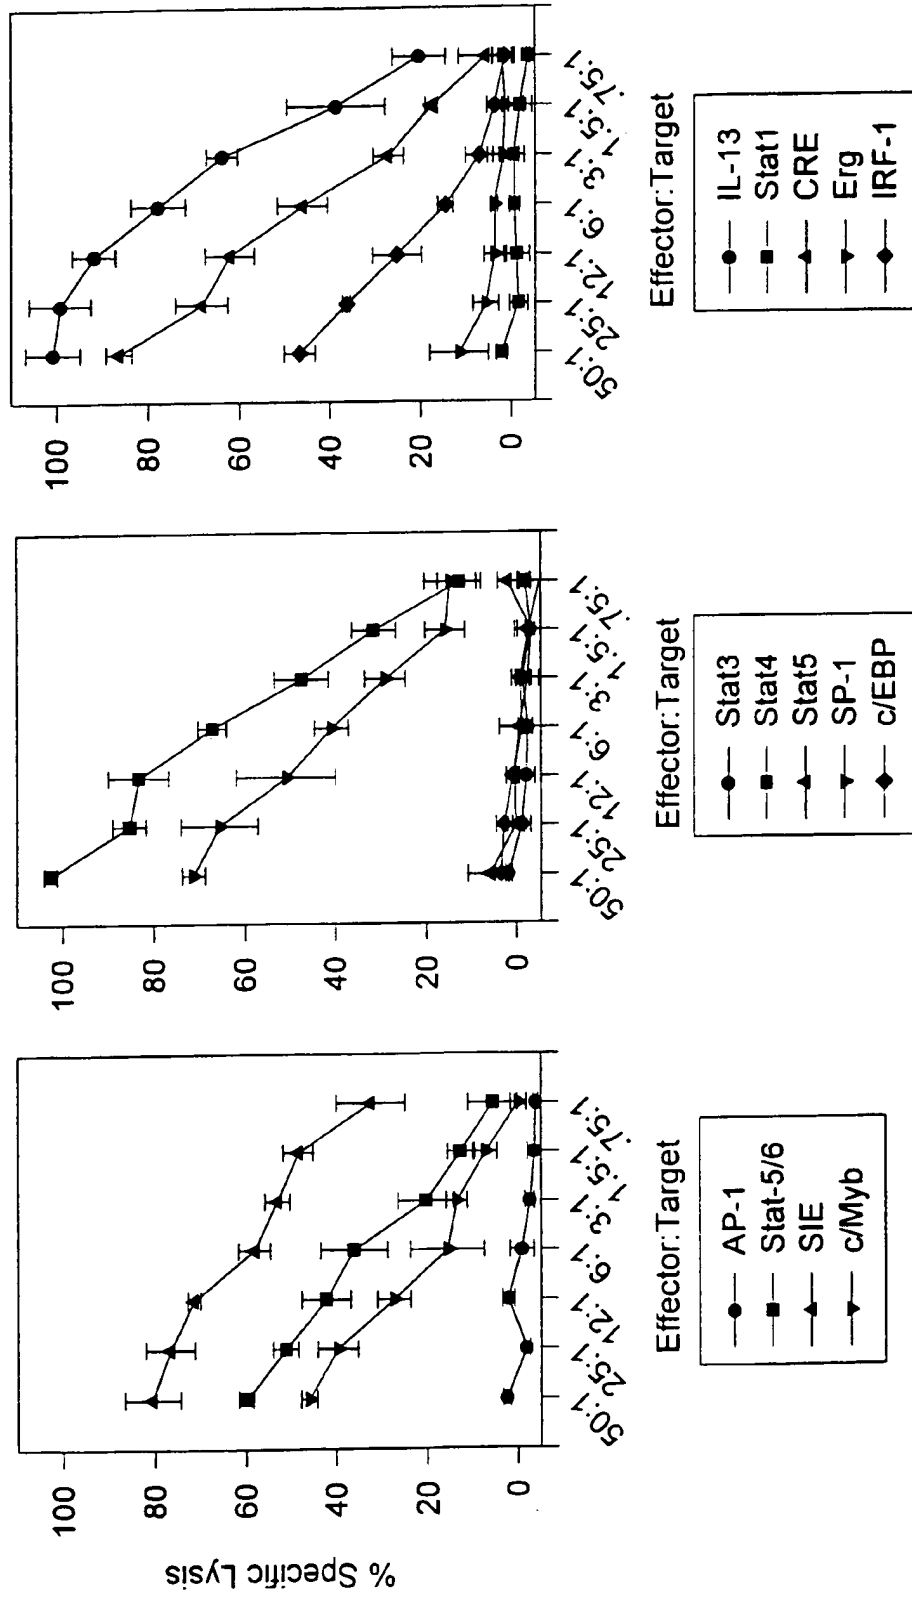 % Specific Lysis
100
80
60
40
20
0
50:1
25:1
12:1
6:1
3:1
1.5:1
.75:1
Effector:Target
AP-1
Stat-5/6
SIE
c/Myb
100
80
60
40
20
0
50:1
25:1
12:1
6:1
3:1
1.5:1
.75:1
Effector:Target
Stat3
Stat4
Stat5
SP-1
c/EBP
100
80
60
40
20
0
50:1
25:1
12:1
6:1
3:1
1.5:1
.75:1
Effector:Target
IL-13
Stat1
CRE
Erg
IRF-1